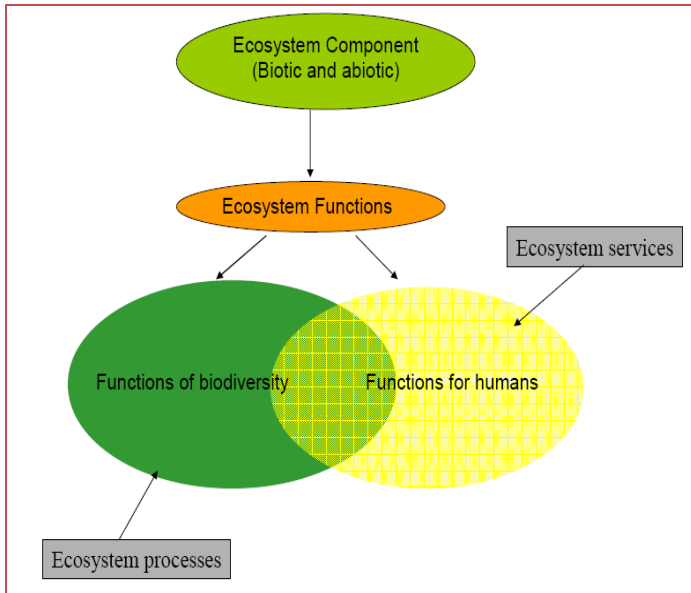 Ecosystem Component
(Biotic and abiotic)
Ecosystem Functions
Ecosystem services
Functions of biodiversity
Functions for humans
Ecosystem processes